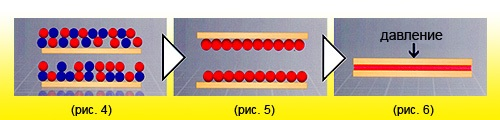 давление
(рис. 4) (рис. 5) (рис. 6)